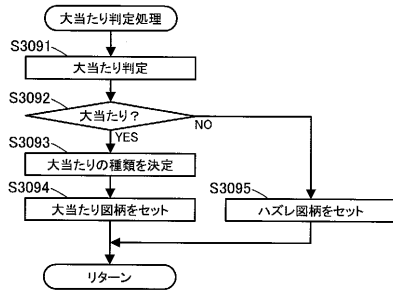 大当たり判定処理
S3091
大当たり判定
S3092
大当たり？
NO
YES
S3093
大当たりの種類を決定
S3094
大当たり図柄をセット
S3095
ハズレ図柄をセット
リターン